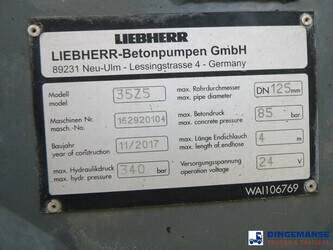 LIEBHERR
LIEBHERR-Betonpumpen GmbH
89231 Neu-Ulm - Lessingstrasse 4 - Germany
Modell model 35Z5
max. Rohrdurchmesser max. pipe diameter DN 125 mm
Maschinen Nr. masch.-No. 162920104
max. Betondruck max. concrete pressure 85 bar
Baujahr year of construction 11/2017
max. Länge Endschlauch max. length of endhose 4 m
max. Hydraulikdruck max. hydr. pressure 340 bar
Versorgungsspannung operation voltage 24 V
WAI106769
DINGEMANSE
TRUCKS & TRAILERS